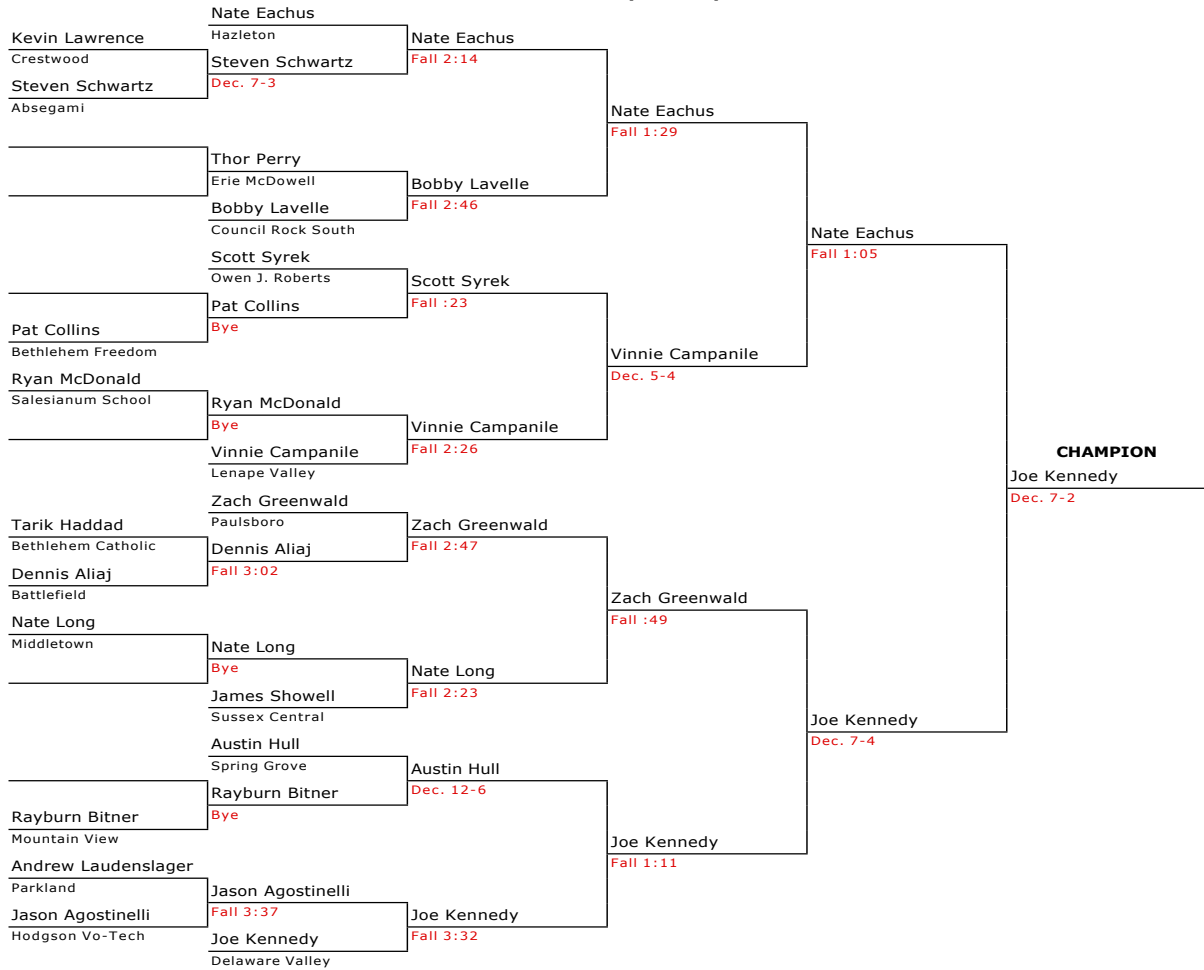 Nate Eachus
Kevin Lawrence
Hazleton
Nate Eachus
Crestwood
Steven Schwartz
Fall 2:14
Steven Schwartz
Dec. 7-3
Absegami
Nate Eachus
Fall 1:29
Thor Perry
Erie McDowell
Bobby Lavelle
Bobby Lavelle
Fall 2:46
Council Rock South
Nate Eachus
Scott Syrek
Fall 1:05
Owen J. Roberts
Scott Syrek
Pat Collins
Fall :23
Pat Collins
Bye
Bethlehem Freedom
Vinnie Campanile
Ryan McDonald
Dec. 5-4
Salesianum School
Ryan McDonald
Bye
Vinnie Campanile
Vinnie Campanile
Fall 2:26
CHAMPION
Lenape Valley
Joe Kennedy
Zach Greenwald
Dec. 7-2
Tarik Haddad
Paulsboro
Zach Greenwald
Bethlehem Catholic
Dennis Aliaj
Fall 2:47
Dennis Aliaj
Fall 3:02
Battlefield
Zach Greenwald
Nate Long
Fall :49
Middletown
Nate Long
Bye
Nate Long
James Showell
Fall 2:23
Sussex Central
Joe Kennedy
Austin Hull
Dec. 7-4
Spring Grove
Austin Hull
Rayburn Bitner
Dec. 12-6
Rayburn Bitner
Bye
Mountain View
Joe Kennedy
Andrew Laudenslager
Fall 1:11
Parkland
Jason Agostinelli
Jason Agostinelli
Fall 3:37
Joe Kennedy
Hodgson Vo-Tech
Joe Kennedy
Fall 3:32
Delaware Valley